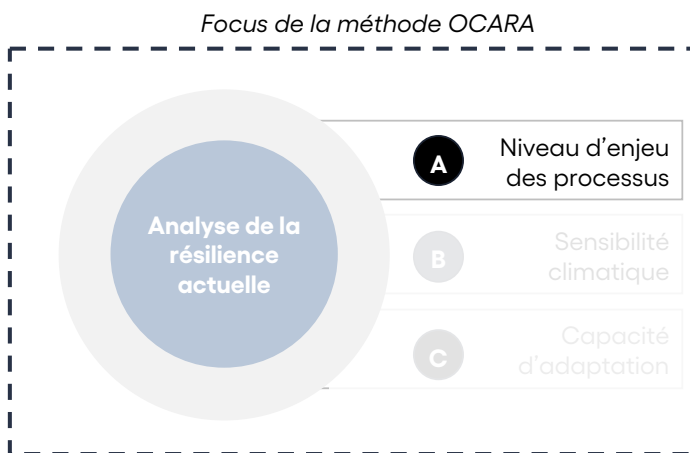 Focus de la méthode OCARA
Analyse de la
résilience
actuelle
A
Niveau d’enjeu
des processus
B
Sensibilité
climatique
C
Capacité
d’adaptation